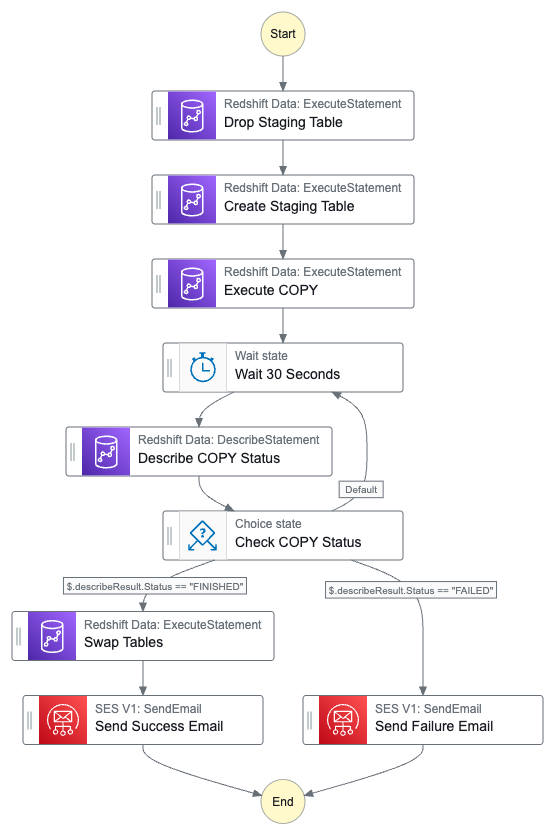 Start
Redshift Data: ExecuteStatement
Drop Staging Table
Redshift Data: ExecuteStatement
Create Staging Table
Redshift Data: ExecuteStatement
Execute COPY
Wait state
Wait 30 Seconds
Redshift Data: DescribeStatement
Describe COPY Status
Default
Choice state
Check COPY Status
$.describeResult.Status == "FINISHED"
$.describeResult.Status == "FAILED"
Redshift Data: ExecuteStatement
Swap Tables
SES V1: SendEmail
Send Success Email
SES V1: SendEmail
Send Failure Email
End